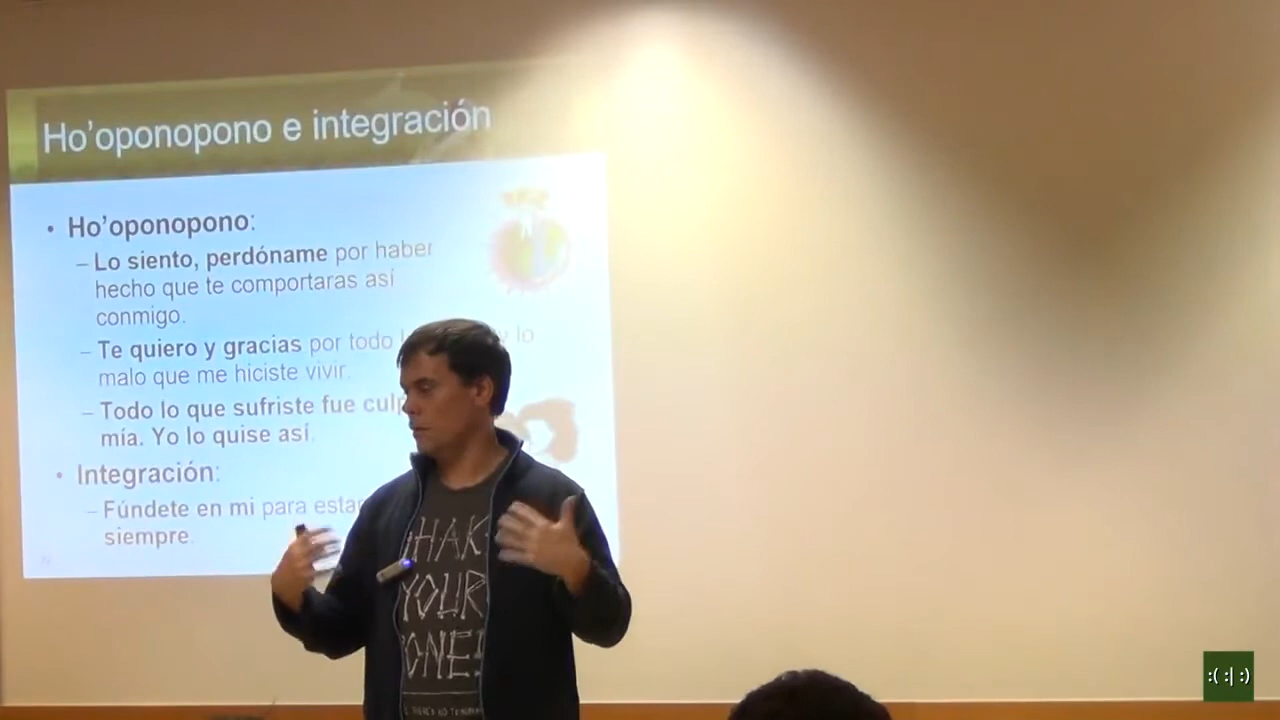 Ho'oponopono e integración
• Ho'oponopono:
– Lo siento, perdóname por haber
hecho que te comportaras así
conmigo.
– Te quiero y gracias por todo y lo
malo que me hiciste vivir.
– Todo lo que sufriste fue
mía. Yo lo quise así.
• Integración:
– Fúndete en mi para
siempre.
YOUR
:( :| :)